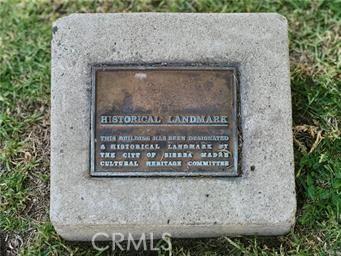 HISTORICAL LANDMARK
THIS BUILDING HAS BEEN DESIGNATED
A HISTORICAL LANDMARK BY
THE CITY OF SIERRA MADRE
CULTURAL HERITAGE COMMITTEE
CRMLS